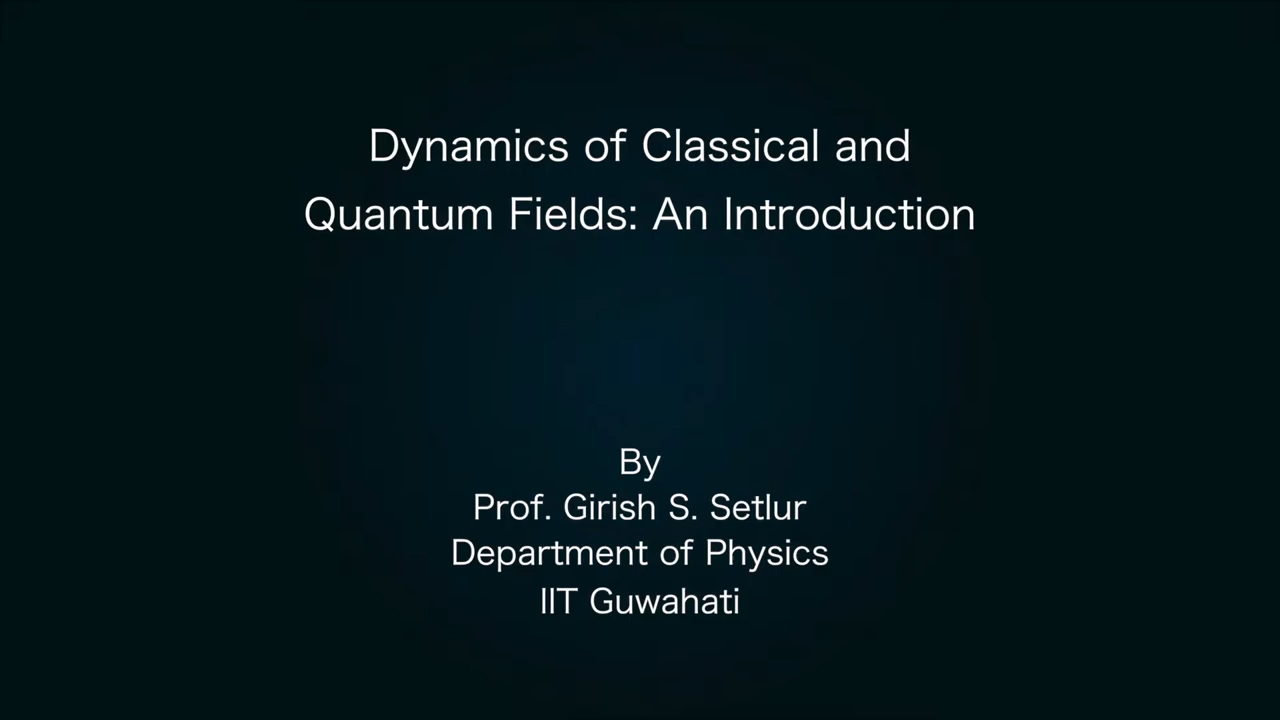 Dynamics of Classical and
Quantum Fields: An Introduction
By
Prof. Girish S. Setlur
Department of Physics
IIT Guwahati